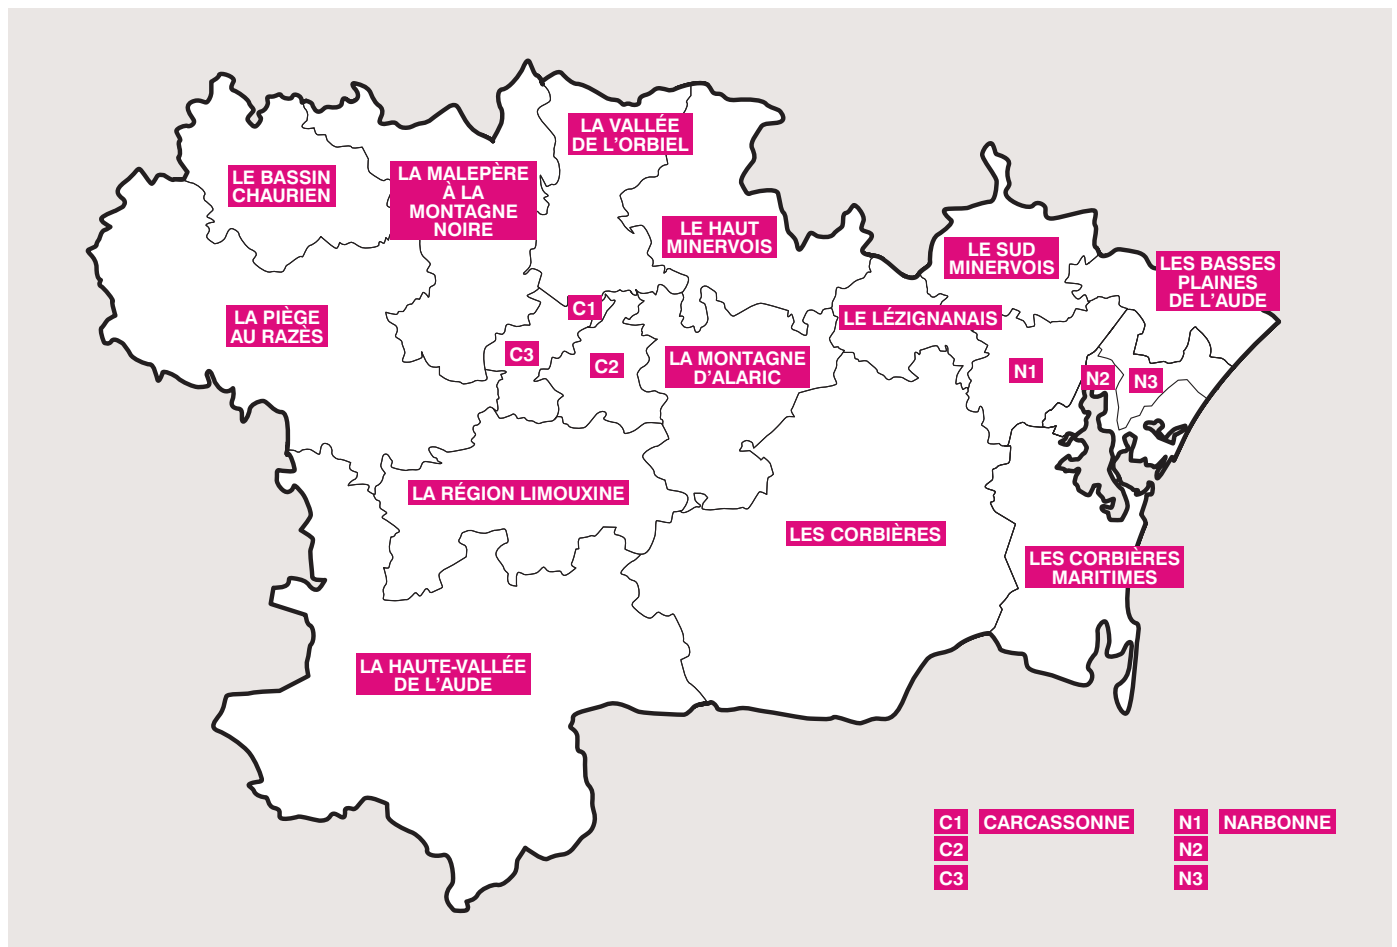 LA VALLÉE
DE L’ORBIEL
LE BASSIN
CHAURIEN
LA MALEPÈRE
À LA
MONTAGNE
NOIRE
LE HAUT
MINERVOIS
LE SUD
MINERVOIS
LES BASSES
PLAINES
DE L’AUDE
LA PIÈGE
AU RAZÈS
C1
LE LÉZIGNANAIS
C3
C2
LA MONTAGNE
D’ALARIC
N1
N2
N3
LA RÉGION LIMOUXINE
LES CORBIÈRES
LES CORBIÈRES
MARITIMES
LA HAUTE-VALLÉE
DE L’AUDE
C1 CARCASSONNE
C2
C3
N1 NARBONNE
N2
N3